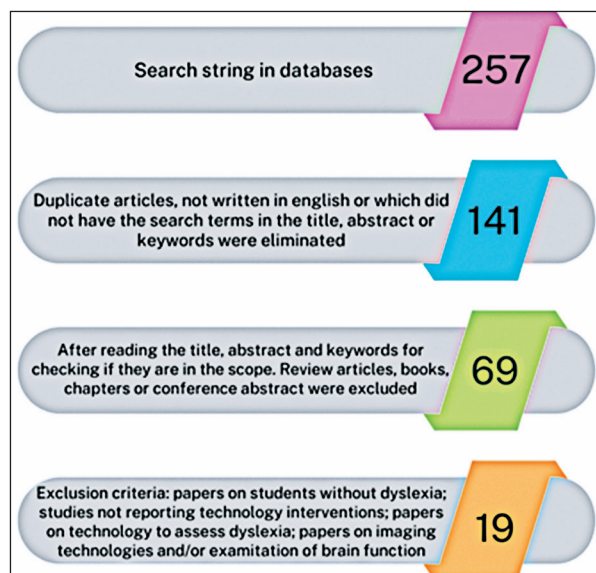 Search string in databases
257
Duplicate articles, not written in english or which did
not have the search terms in the title, abstract or
keywords were eliminated
141
After reading the title, abstract and keywords for
checking if they are in the scope. Review articles, books,
chapters or conference abstract were excluded
69
Exclusion criteria: papers on students without dyslexia;
studies not reporting technology interventions; papers
on technology to assess dyslexia; papers on imaging
technologies and/or examitation of brain function
19